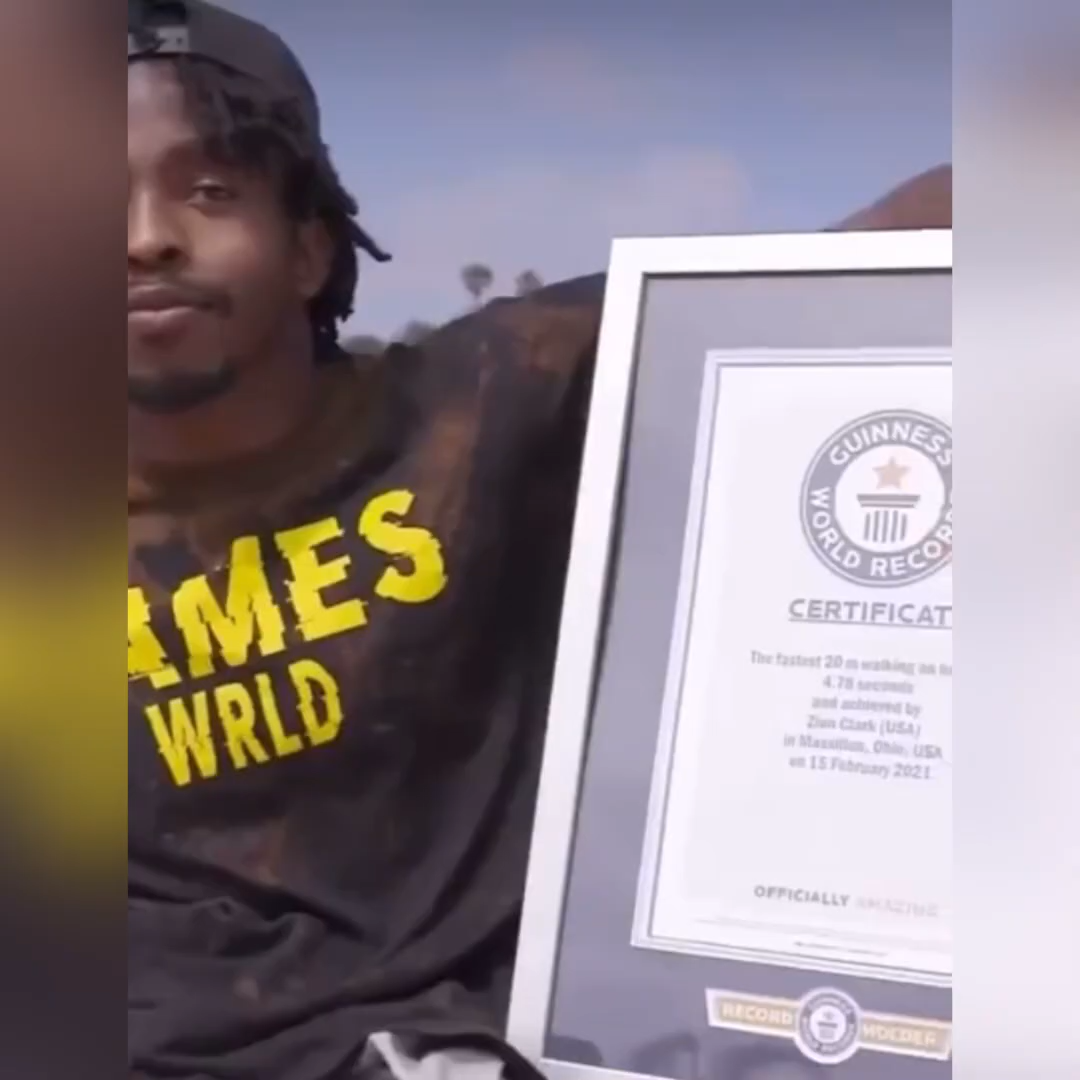 AMES
WRLD
GUINNESS
WORLD RECOR
CERTIFICAT
The fastest 20 m walking on
4.78 seconds
and achieved by
Zion Clark (USA)
in Massillon, Ohio, USA
on 15 February 2021
OFFICIALLY AMAZING
RECORD HOLDER